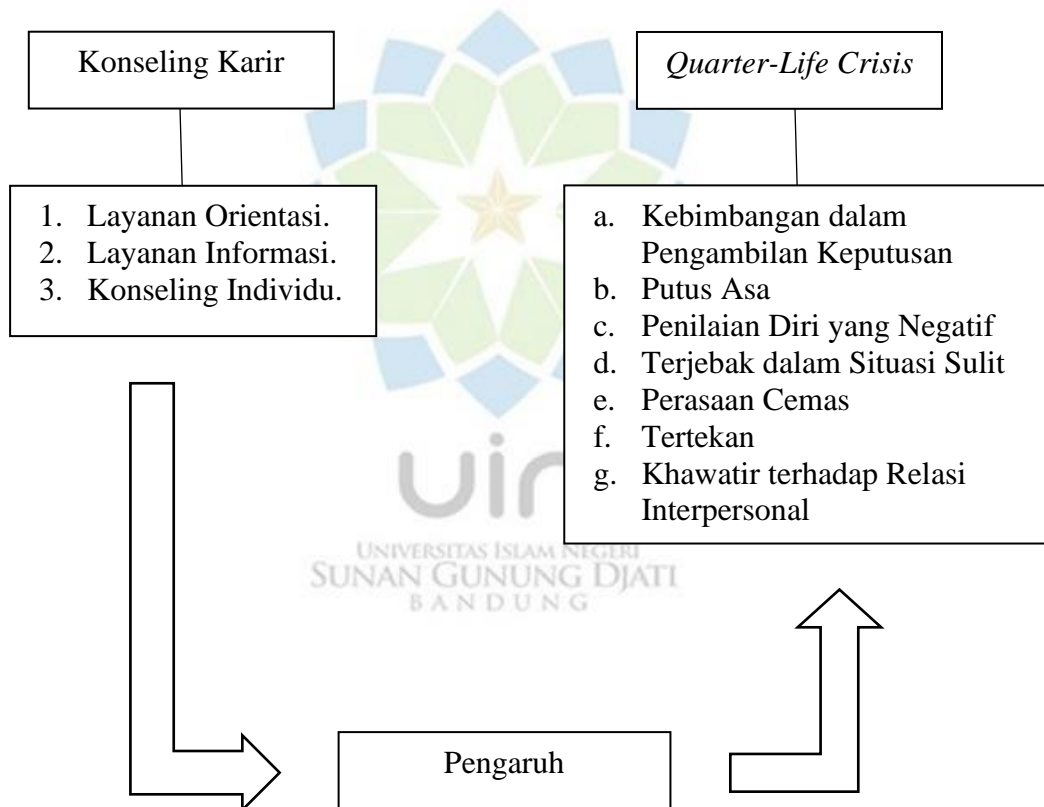 Konseling Karir
Quarter-Life Crisis
1. Layanan Orientasi.
2. Layanan Informasi.
3. Konseling Individu.
a. Kebimbangan dalam
Pengambilan Keputusan
b. Putus Asa
c. Penilaian Diri yang Negatif
d. Terjebak dalam Situasi Sulit
e. Perasaan Cemas
f. Tertekan
g. Khawatir terhadap Relasi
Interpersonal
uin
UNIVERSITAS ISLAM NEGERI
SUNAN GUNUNG DJATI
BANDUNG
Pengaruh